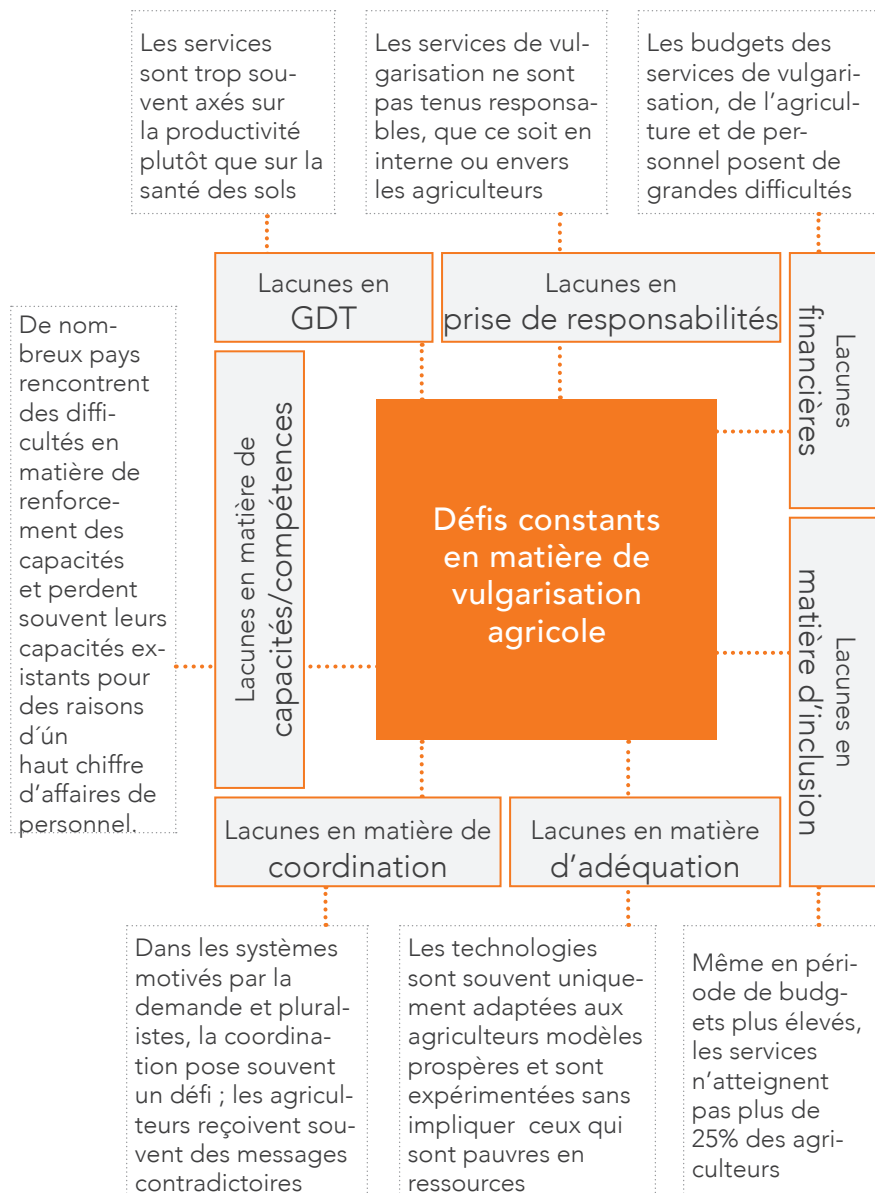 Les services
sont trop sou-
vent axés sur
la productivité
plutôt que sur la
santé des sols
Les services de vul-
garisation ne sont
pas tenus responsa-
bles, que ce soit en
interne ou envers
les agriculteurs
Les budgets des
services de vulgari-
sation, de l’agricul-
ture et de per-
sonnel posent de
grandes difficultés
Lacunes en
GDT
Lacunes en
prise de responsabilités
Lacunes
financières
De nom-
breux pays
rencontrent
des diffi-
cultés en
matière de
renforce-
ment des
capacités
et perdent
souvent leurs
capacités ex-
istants pour
des raisons
d´ún
haut chiffre
d’affaires de
personnel.
Lacunes en matière de
capacités/compétences
Défis constants
en matière de
vulgarisation
agricole
Lacunes en
matière d’inclusion
Lacunes en matière de
coordination
Lacunes en matière
d’adéquation
Dans les systèmes
motivés par la
demande et plural-
istes, la coordina-
tion pose souvent
un défi ; les agricul-
teurs reçoivent sou-
vent des messages
contradictoires
Les technologies
sont souvent unique-
ment adaptées aux
agriculteurs modèles
prospères et sont
expérimentées sans
impliquer ceux qui
sont pauvres en
ressources
Même en péri-
ode de budg-
ets plus élevés,
les services
n’atteignent
pas plus de
25% des agri-
culteurs